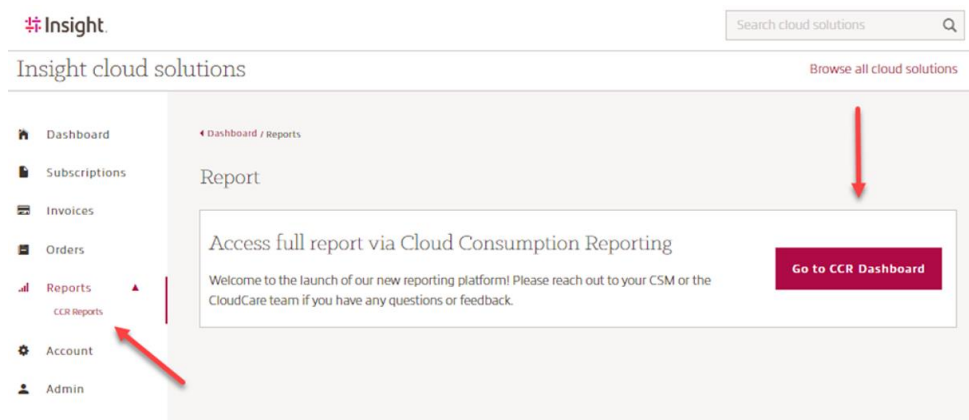 Insight.
Search cloud solutions
Insight cloud solutions
Browse all cloud solutions
Dashboard
Subscriptions
Invoices
Orders
Reports
CCR Reports
Account
Admin
Dashboard / Reports
Report
Access full report via Cloud Consumption Reporting
Welcome to the launch of our new reporting platform! Please reach out to your CSM or the
CloudCare team if you have any questions or feedback.
Go to CCR Dashboard